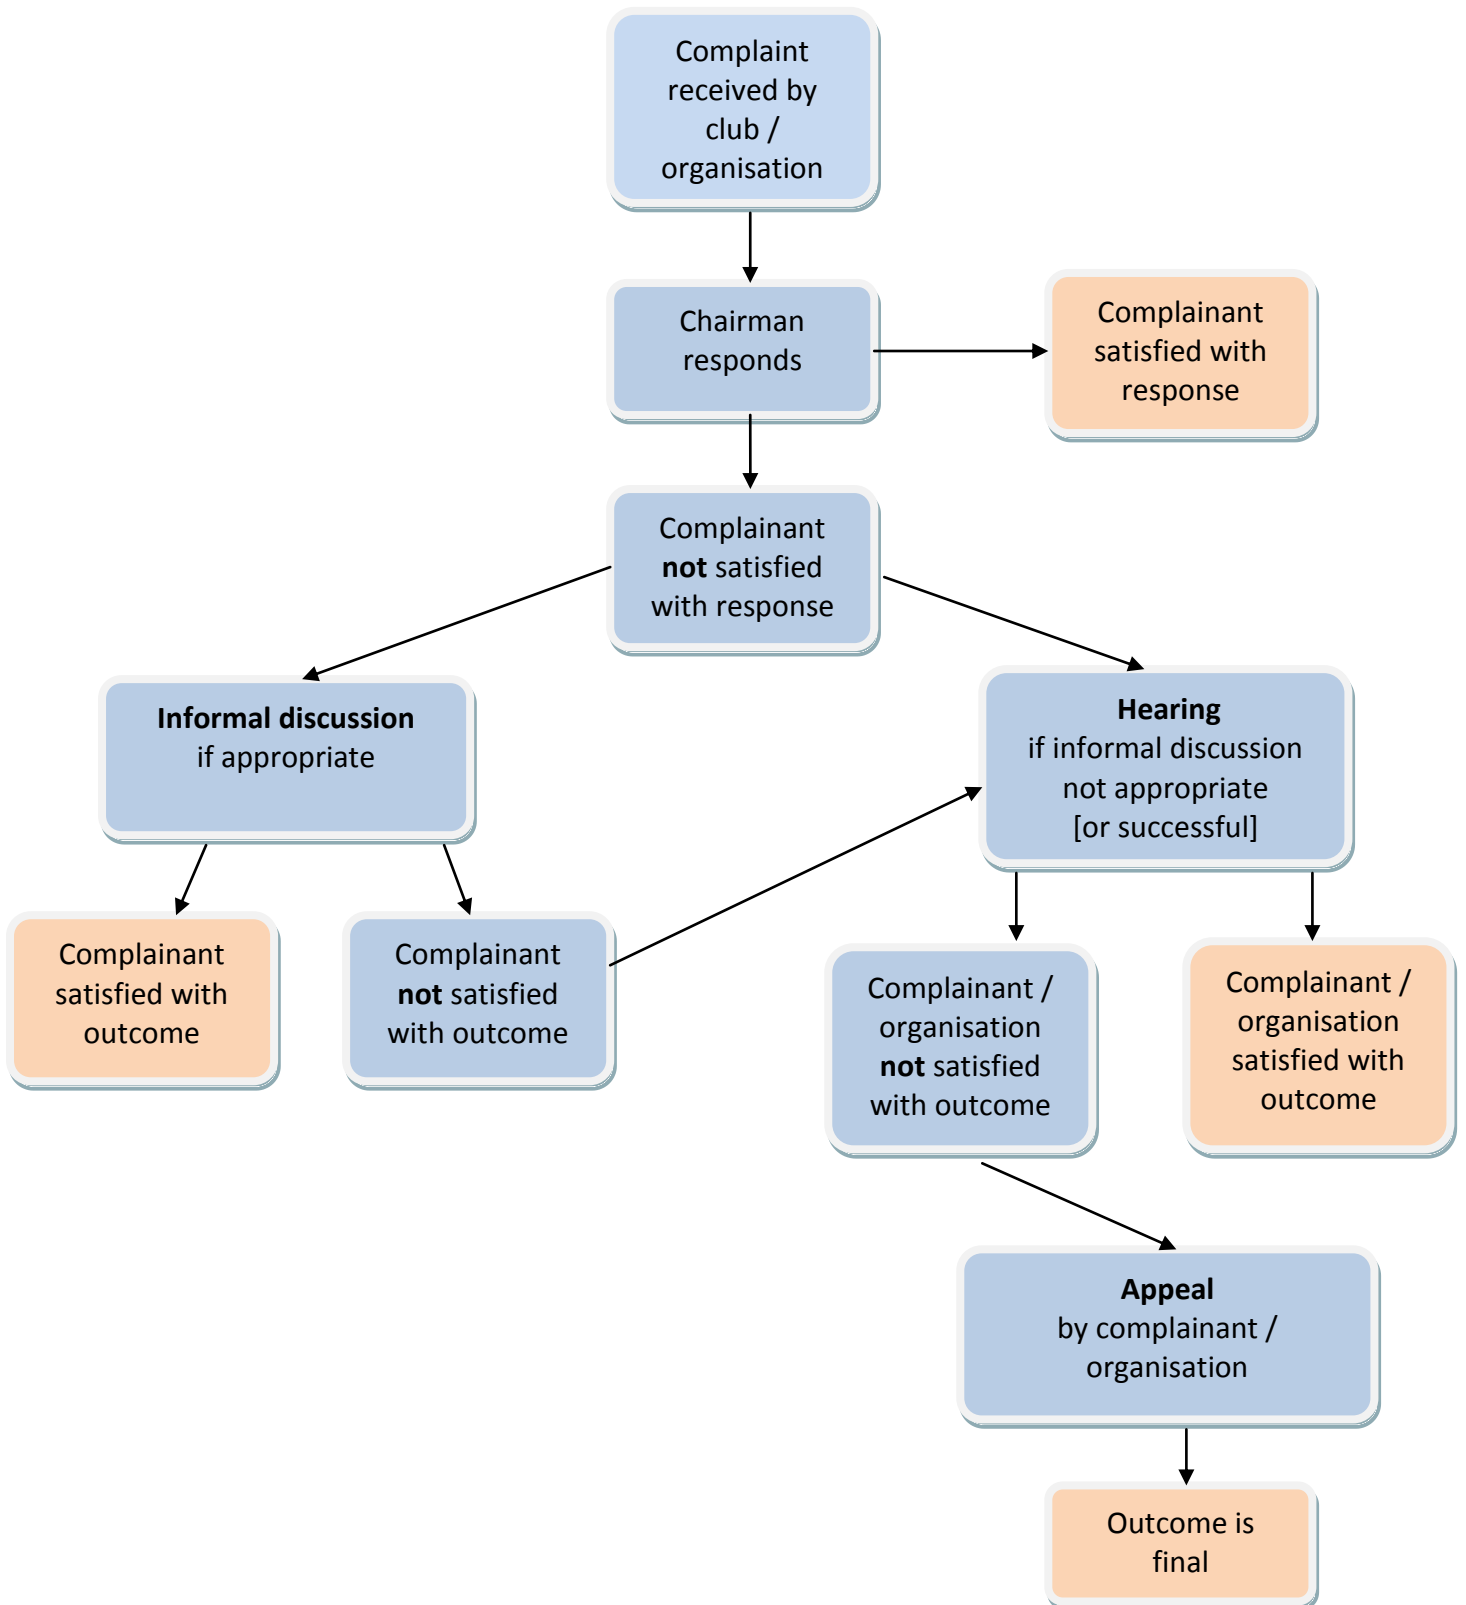 Complaint
received by
club /
organisation
Chairman
responds
Complainant
satisfied with
response
Complainant
not satisfied
with response
Informal discussion
if appropriate
Hearing
if informal discussion
not appropriate
[or successful]
Complainant
satisfied with
outcome
Complainant
not satisfied
with outcome
Complainant /
organisation
not satisfied
with outcome
Complainant /
organisation
satisfied with
outcome
Appeal
by complainant /
organisation
Outcome is
final